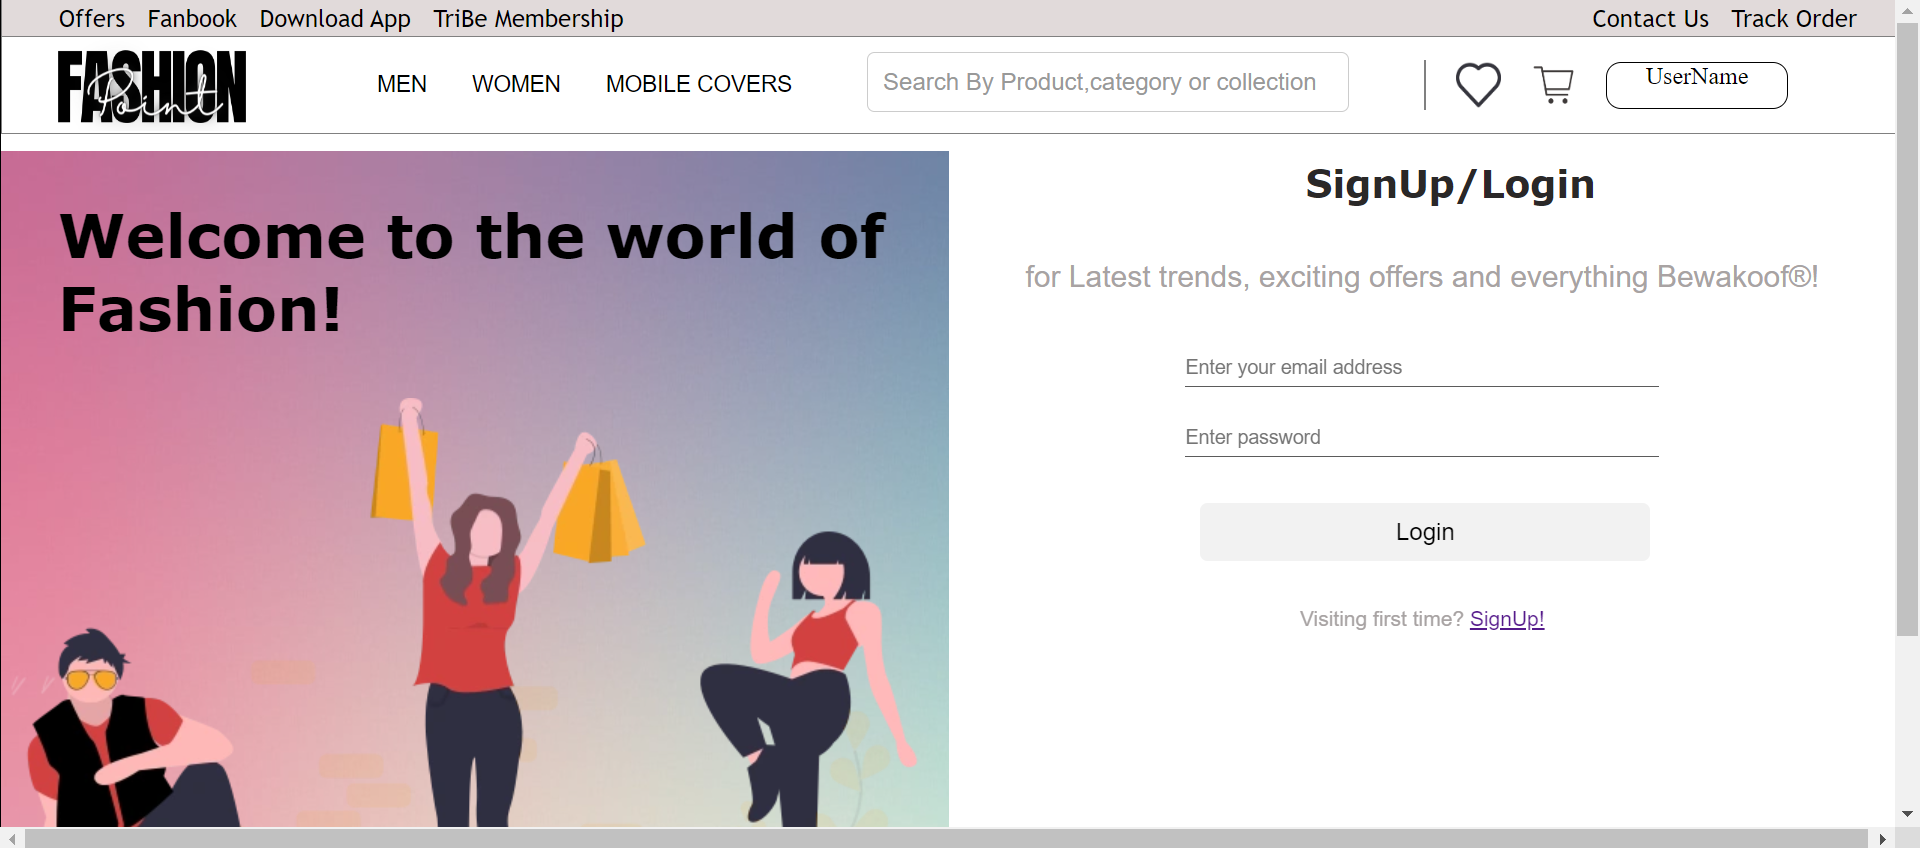 Offers Fanbook Download App TriBe Membership Contact Us Track Order
FASHION
Point
MEN WOMEN MOBILE COVERS Search By Product,category or collection UserName
Welcome to the world of
Fashion!
SignUp/Login
for Latest trends, exciting offers and everything Bewakoof®!
Enter your email address
Enter password
Login
Visiting first time? SignUp!